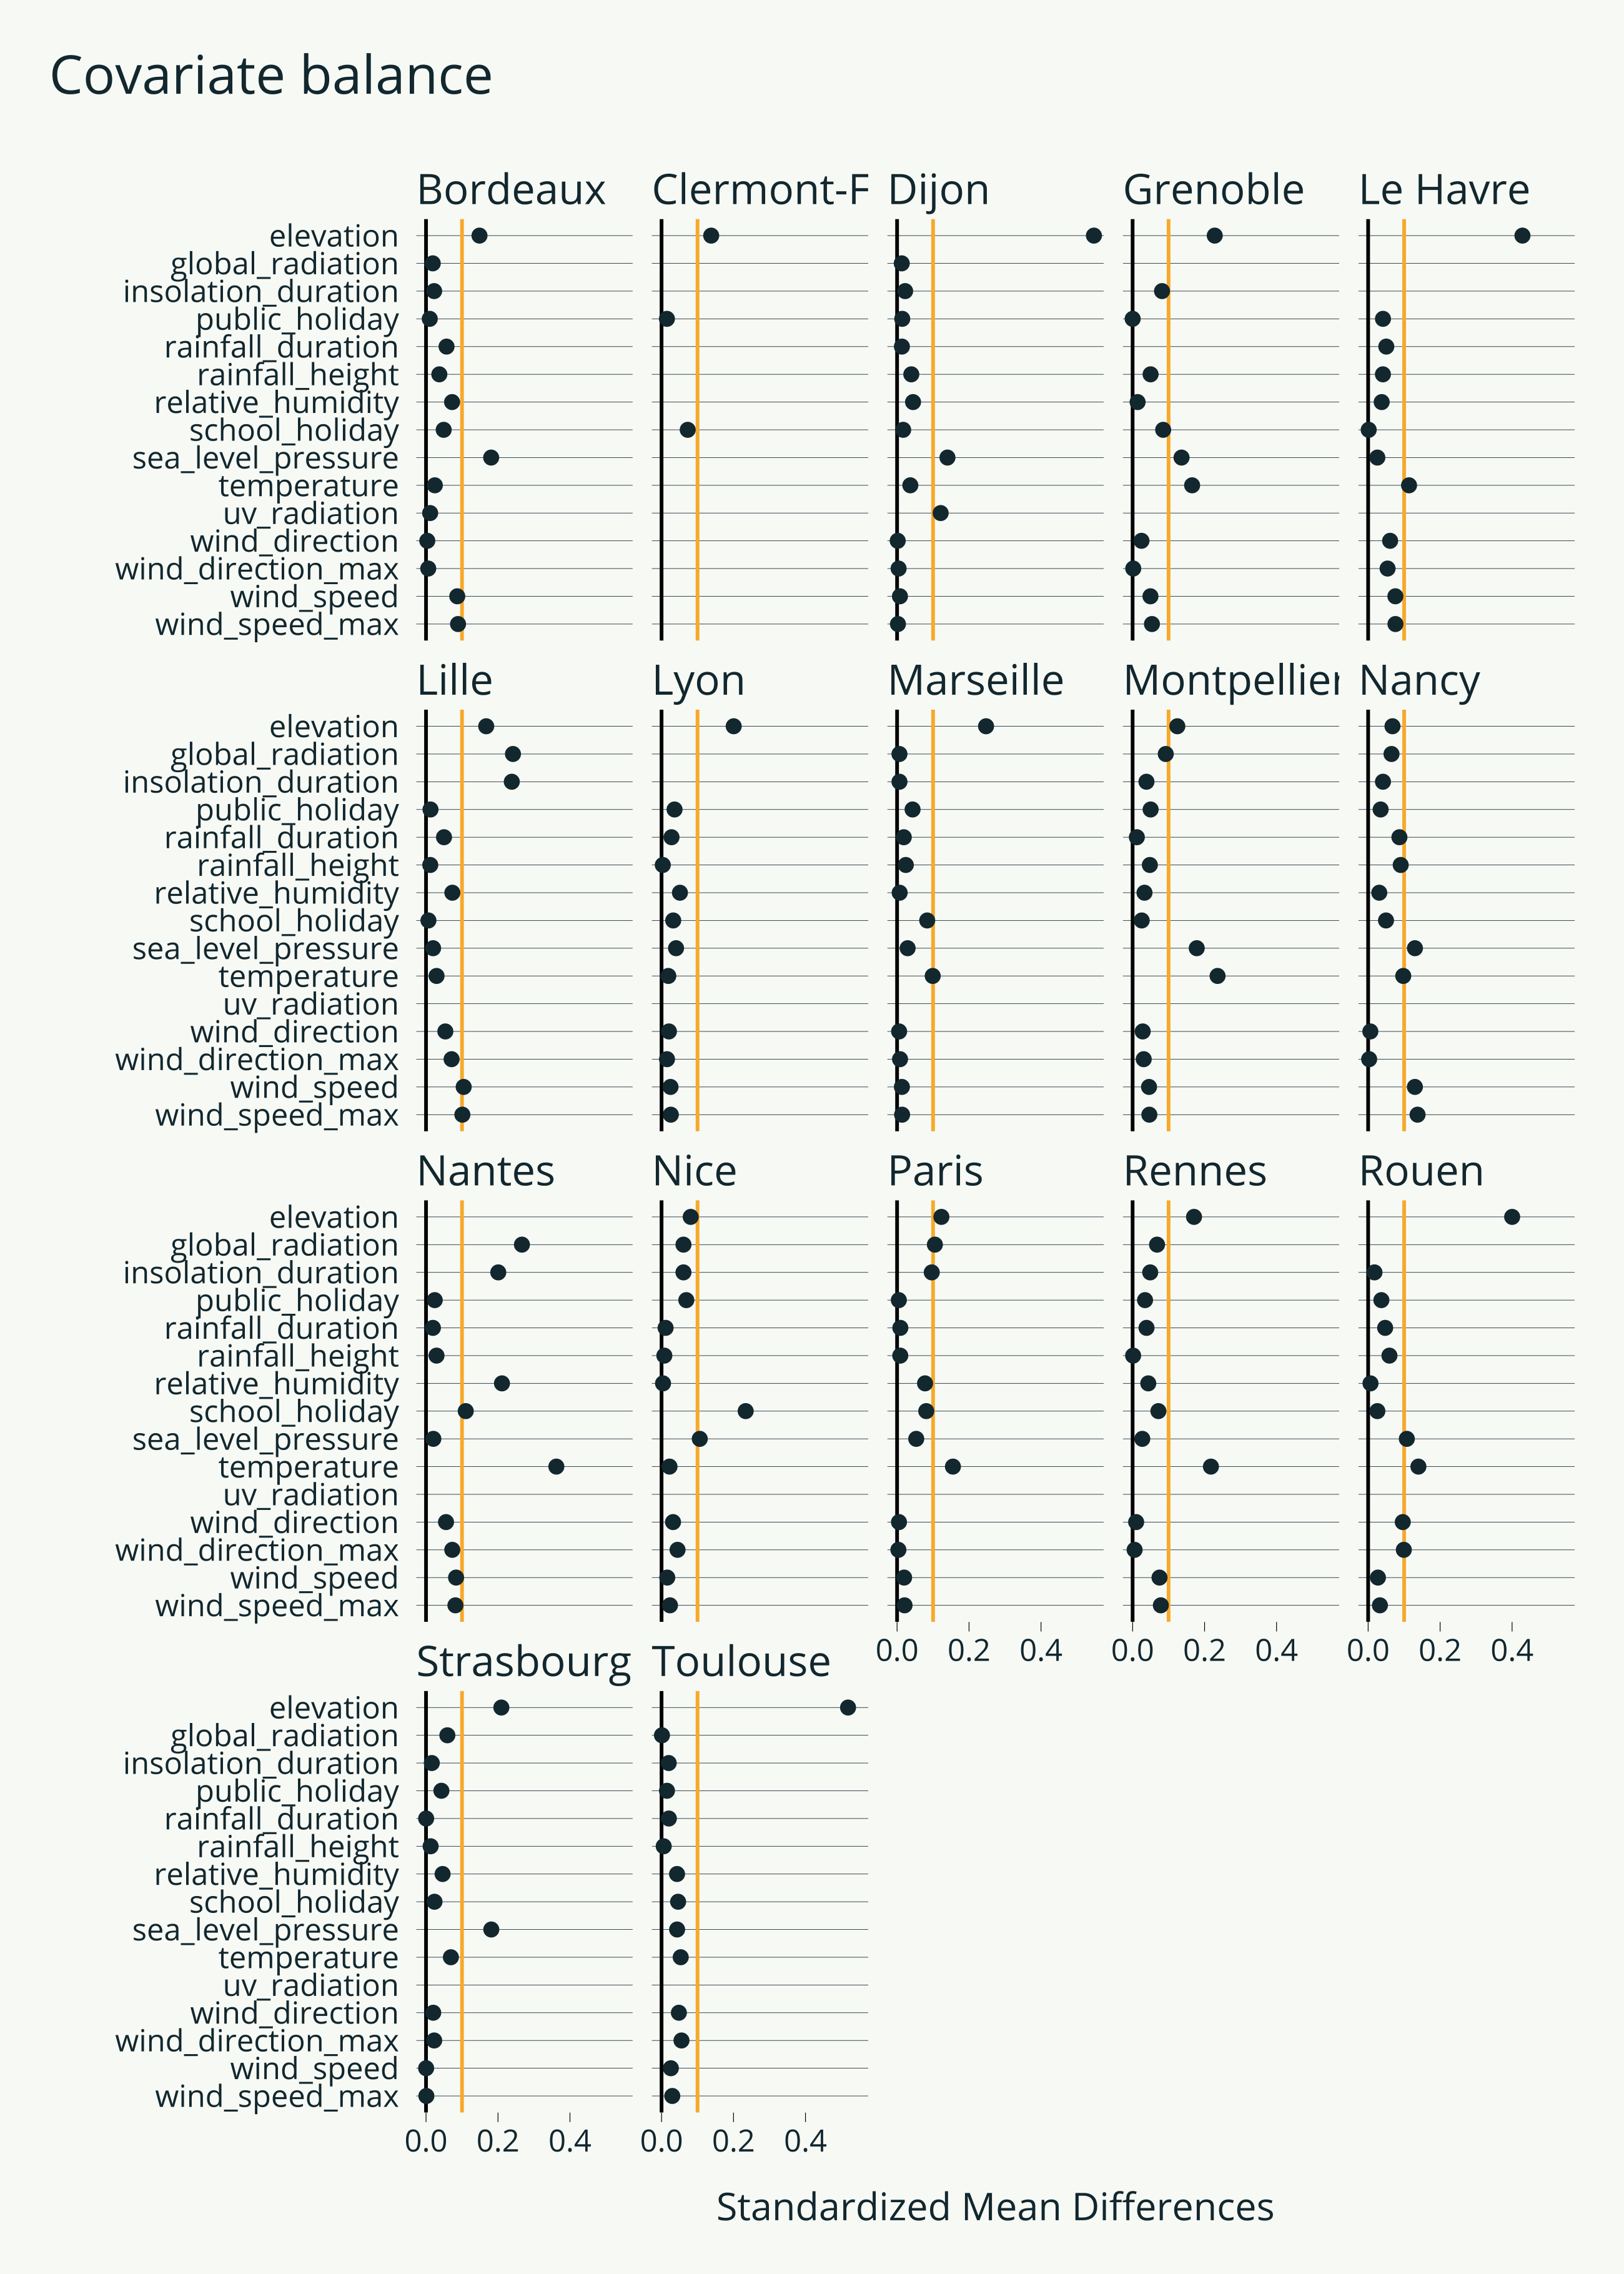 Covariate balance
Bordeaux Clermont-F Dijon Grenoble Le Havre
elevation
global_radiation
insolation_duration
public_holiday
rainfall_duration
rainfall_height
relative_humidity
school_holiday
sea_level_pressure
temperature
uv_radiation
wind_direction
wind_direction_max
wind_speed
wind_speed_max
Lille Lyon Marseille Montpellier Nancy
elevation
global_radiation
insolation_duration
public_holiday
rainfall_duration
rainfall_height
relative_humidity
school_holiday
sea_level_pressure
temperature
uv_radiation
wind_direction
wind_direction_max
wind_speed
wind_speed_max
Nantes Nice Paris Rennes Rouen
elevation
global_radiation
insolation_duration
public_holiday
rainfall_duration
rainfall_height
relative_humidity
school_holiday
sea_level_pressure
temperature
uv_radiation
wind_direction
wind_direction_max
wind_speed
wind_speed_max
0.0 0.2 0.4 0.0 0.2 0.4 0.0 0.2 0.4
Strasbourg Toulouse
elevation
global_radiation
insolation_duration
public_holiday
rainfall_duration
rainfall_height
relative_humidity
school_holiday
sea_level_pressure
temperature
uv_radiation
wind_direction
wind_direction_max
wind_speed
wind_speed_max
0.0 0.2 0.4 0.0 0.2 0.4
Standardized Mean Differences